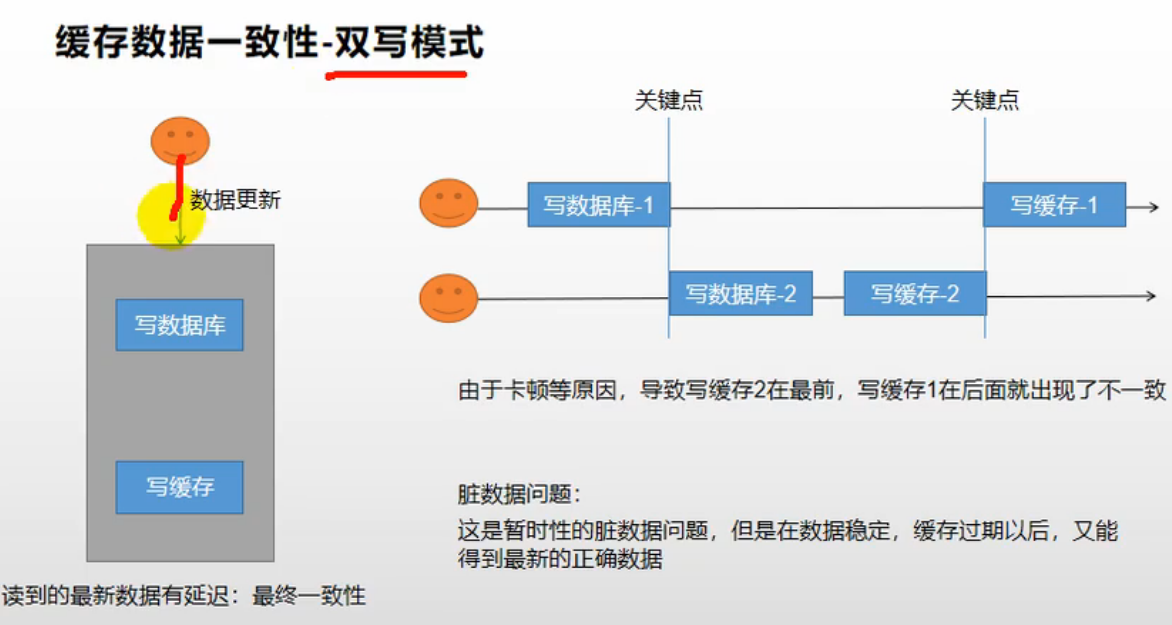 缓存数据一致性-双写模式
数据更新
写数据库
写缓存
读到的最新数据有延迟：最终一致性
关键点
关键点
写数据库-1
写缓存-1
写数据库-2
写缓存-2
由于卡顿等原因，导致写缓存2在最前，写缓存1在后面就出现了不一致
脏数据问题：
这是暂时性的脏数据问题，但是在数据稳定，缓存过期以后，又能
得到最新的正确数据